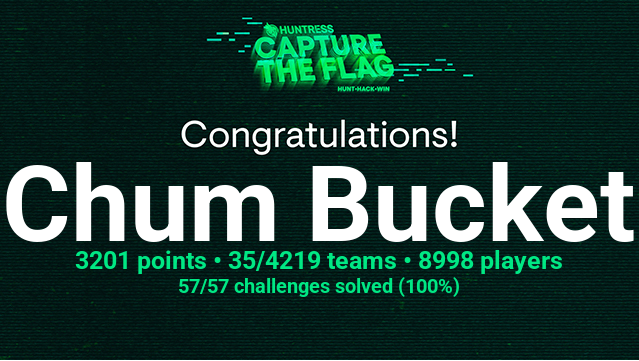 HUNTRESS
CAPTURE
THE FLAG
HUNT•HACK•WIN
Congratulations!
Chum Bucket
3201 points • 35/4219 teams • 8998 players
57/57 challenges solved (100%)